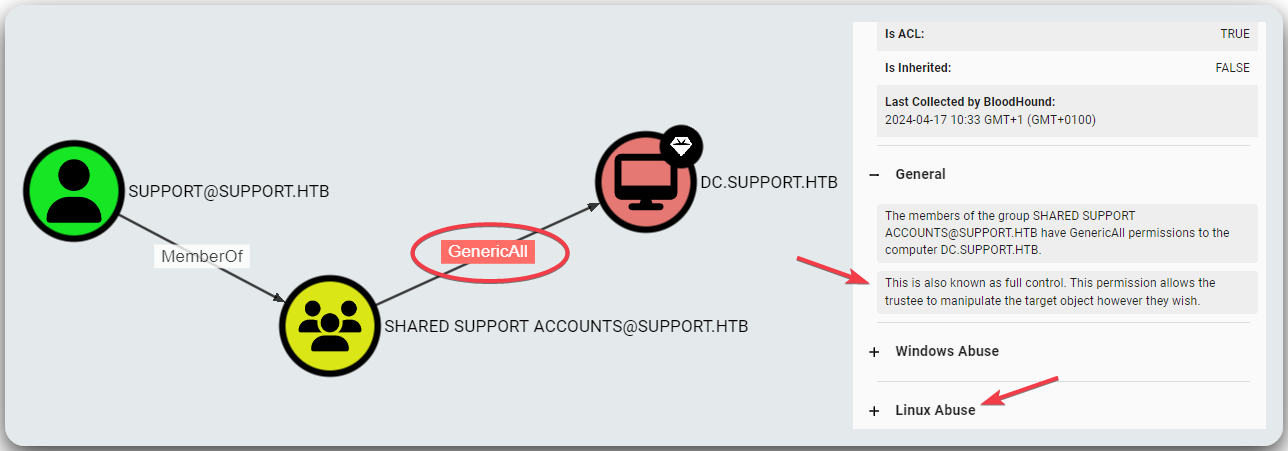 SUPPORT@SUPPORT.HTB
MemberOf
SHARED SUPPORT ACCOUNTS@SUPPORT.HTB
GenericAll
DC.SUPPORT.HTB
Is ACL: TRUE
Is Inherited: FALSE
Last Collected by BloodHound:
2024-04-17 10:33 GMT+1 (GMT+0100)
− General
The members of the group SHARED SUPPORT
ACCOUNTS@SUPPORT.HTB have GenericAll permissions to the
computer DC.SUPPORT.HTB.
This is also known as full control. This permission allows the
trustee to manipulate the target object however they wish.
+ Windows Abuse
+ Linux Abuse